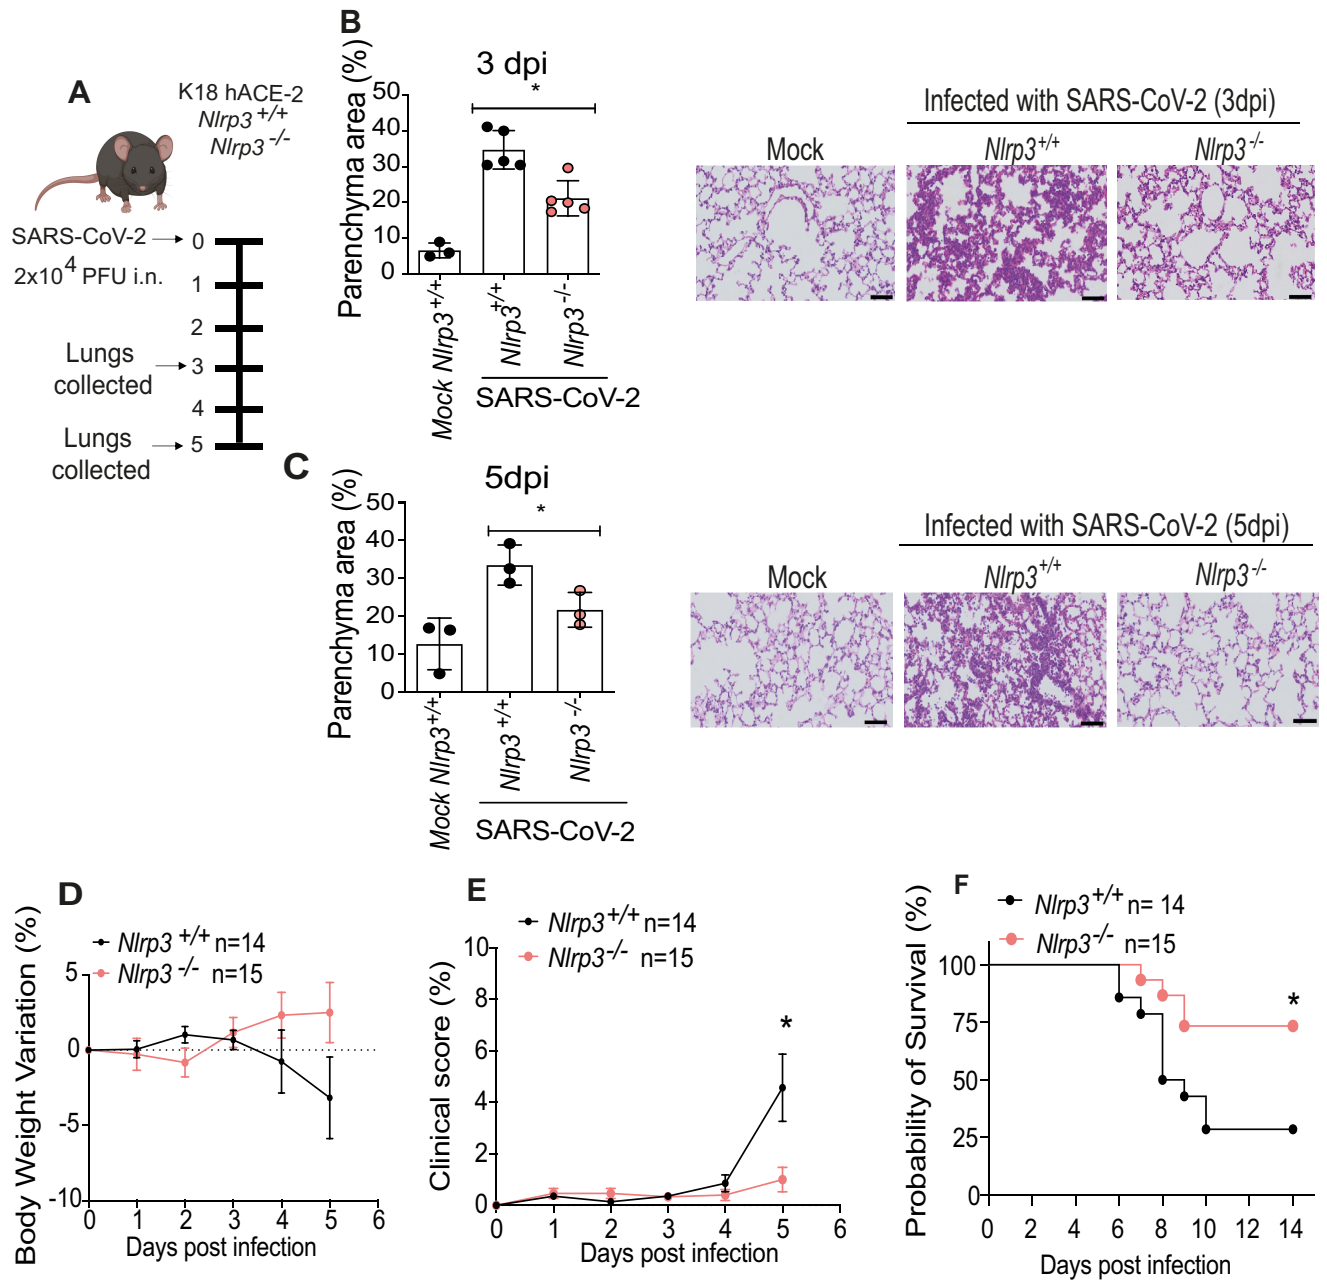 A
K18 hACE-2
Nlrp3+/+
Nlrp3-/-
SARS-CoV-2
2x10^4 PFU i.n.
0
1
2
Lungs
collected
3
4
Lungs
collected
5
B
3 dpi
*
Parenchyma area (%)
50
40
30
20
10
0
Mock Nlrp3+/+
Nlrp3+/+
Nlrp3-/-
SARS-CoV-2
Infected with SARS-CoV-2 (3dpi)
Mock
Nlrp3+/+
Nlrp3-/-
C
5dpi
*
Parenchyma area (%)
50
40
30
20
10
0
Mock Nlrp3+/+
Nlrp3+/+
Nlrp3-/-
SARS-CoV-2
Infected with SARS-CoV-2 (5dpi)
Mock
Nlrp3+/+
Nlrp3-/-
D
Nlrp3 +/+ n=14
Nlrp3 -/- n=15
Body Weight Variation (%)
5
0
-5
-10
0 1 2 3 4 5 6
Days post infection
E
Nlrp3+/+ n=14
Nlrp3-/- n=15
Clinical score (%)
10
8
6
4
2
0
*
0 1 2 3 4 5 6
Days post infection
F
Nlrp3+/+ n= 14
Nlrp3-/- n=15
Probability of Survival (%)
100
75
50
25
0
*
0 2 4 6 8 10 12 14
Days post infection